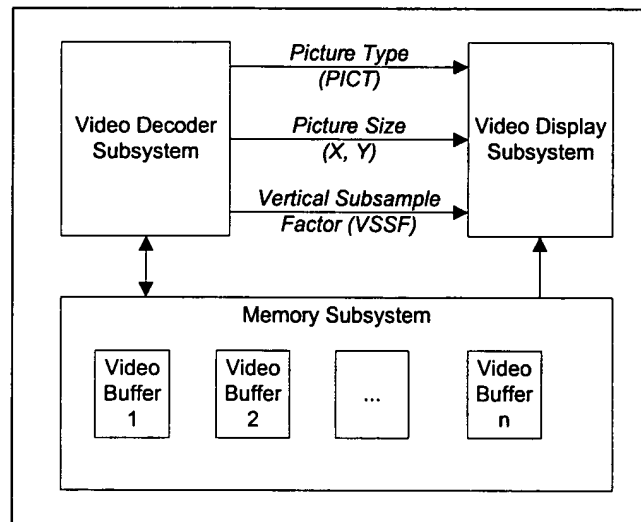 Video Decoder
Subsystem
Picture Type
(PICT)
Picture Size
(X, Y)
Vertical Subsample
Factor (VSSF)
Video Display
Subsystem
Memory Subsystem
Video
Buffer
1
Video
Buffer
2
...
Video
Buffer
n